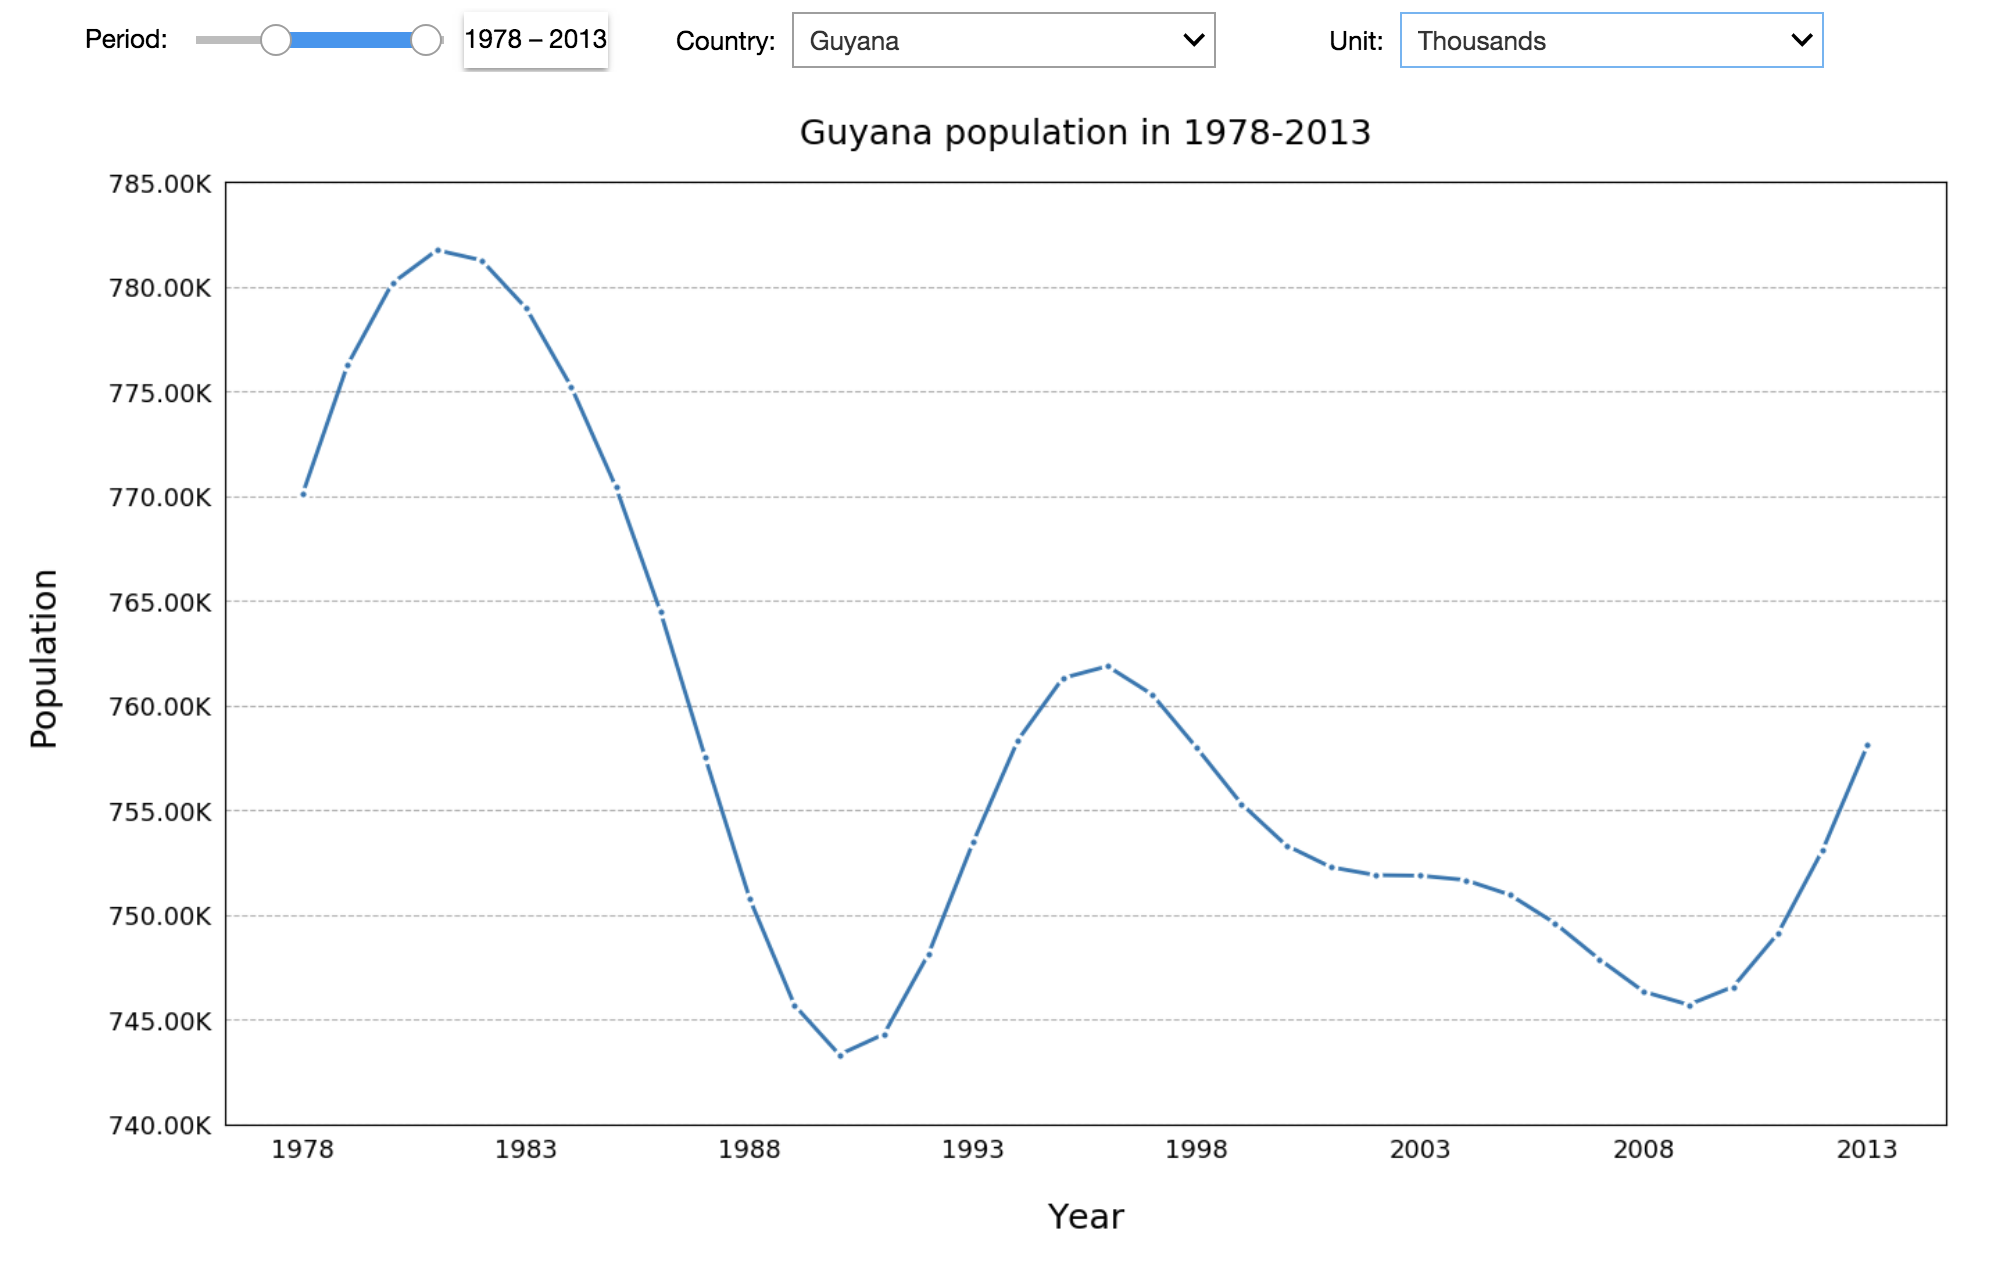 Period: 1978 – 2013 Country: Guyana Unit: Thousands
Guyana population in 1978-2013
785.00K
780.00K
775.00K
770.00K
765.00K
760.00K
755.00K
750.00K
745.00K
740.00K
Population
1978 1983 1988 1993 1998 2003 2008 2013
Year